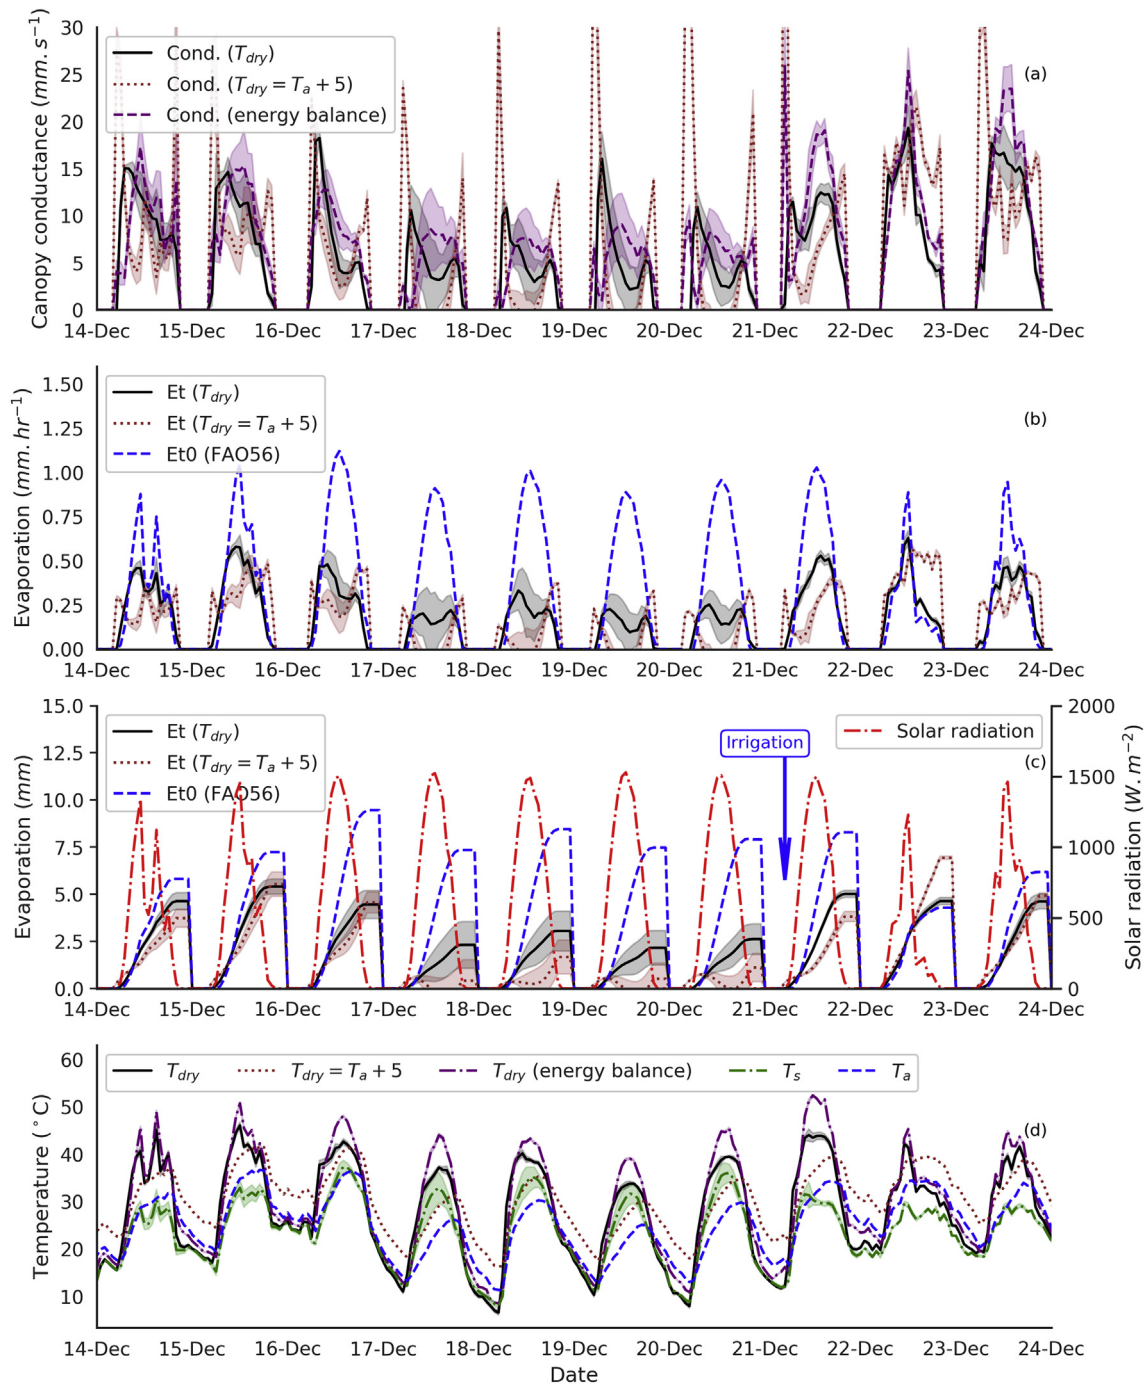 Canopy conductance (mm.s⁻¹)
30
25
20
15
10
5
0
Cond. (T_dry)
Cond. (T_dry = T_a + 5)
Cond. (energy balance)
(a)
14-Dec 15-Dec 16-Dec 17-Dec 18-Dec 19-Dec 20-Dec 21-Dec 22-Dec 23-Dec 24-Dec
Evaporation (mm.hr⁻¹)
1.50
1.25
1.00
0.75
0.50
0.25
0.00
Et (T_dry)
Et (T_dry = T_a + 5)
Et0 (FAO56)
(b)
14-Dec 15-Dec 16-Dec 17-Dec 18-Dec 19-Dec 20-Dec 21-Dec 22-Dec 23-Dec 24-Dec
Evaporation (mm)
15.0
12.5
10.0
7.5
5.0
2.5
0.0
Et (T_dry)
Et (T_dry = T_a + 5)
Et0 (FAO56)
Irrigation
Solar radiation
(c)
2000
1500
1000
500
0
Solar radiation (W.m⁻²)
14-Dec 15-Dec 16-Dec 17-Dec 18-Dec 19-Dec 20-Dec 21-Dec 22-Dec 23-Dec 24-Dec
Temperature (°C)
60
50
40
30
20
10
T_dry T_dry = T_a + 5 T_dry (energy balance) T_s T_a
(d)
14-Dec 15-Dec 16-Dec 17-Dec 18-Dec 19-Dec 20-Dec 21-Dec 22-Dec 23-Dec 24-Dec
Date